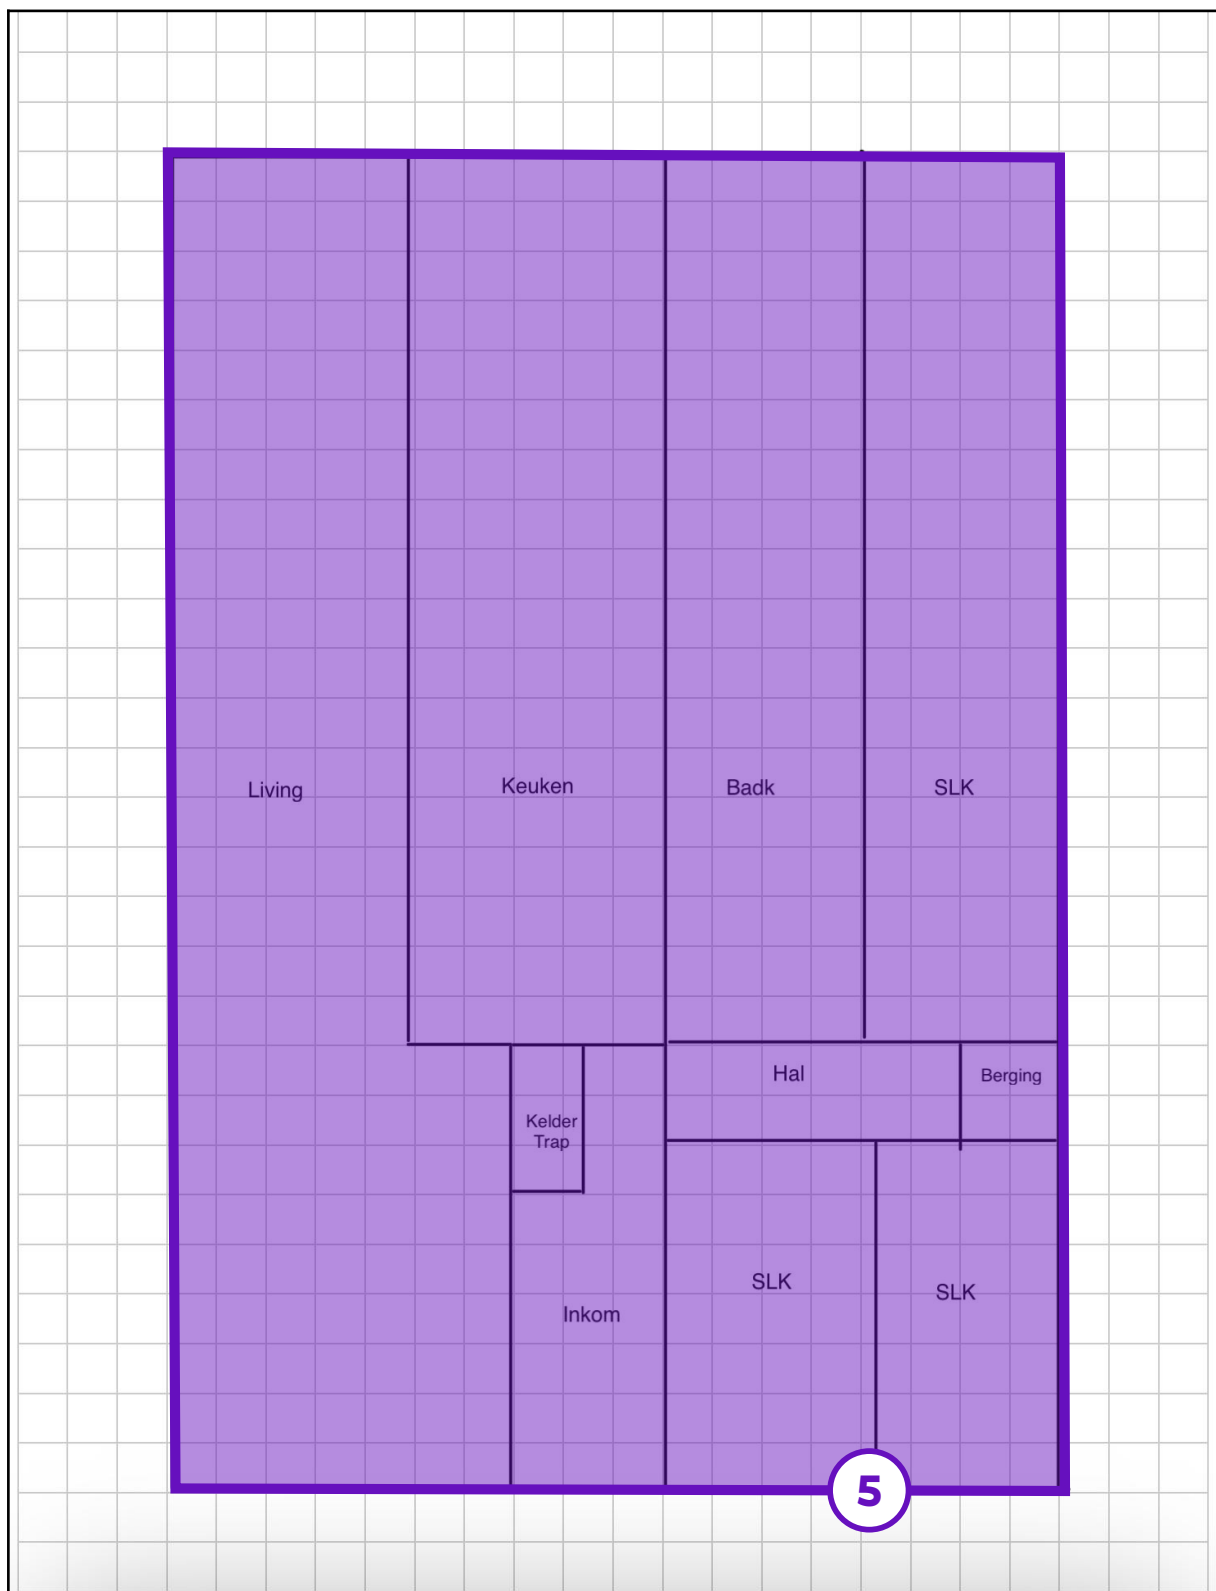 Living
Keuken
Badk
SLK
Hal
Berging
Kelder
Trap
SLK
SLK
Inkom
5